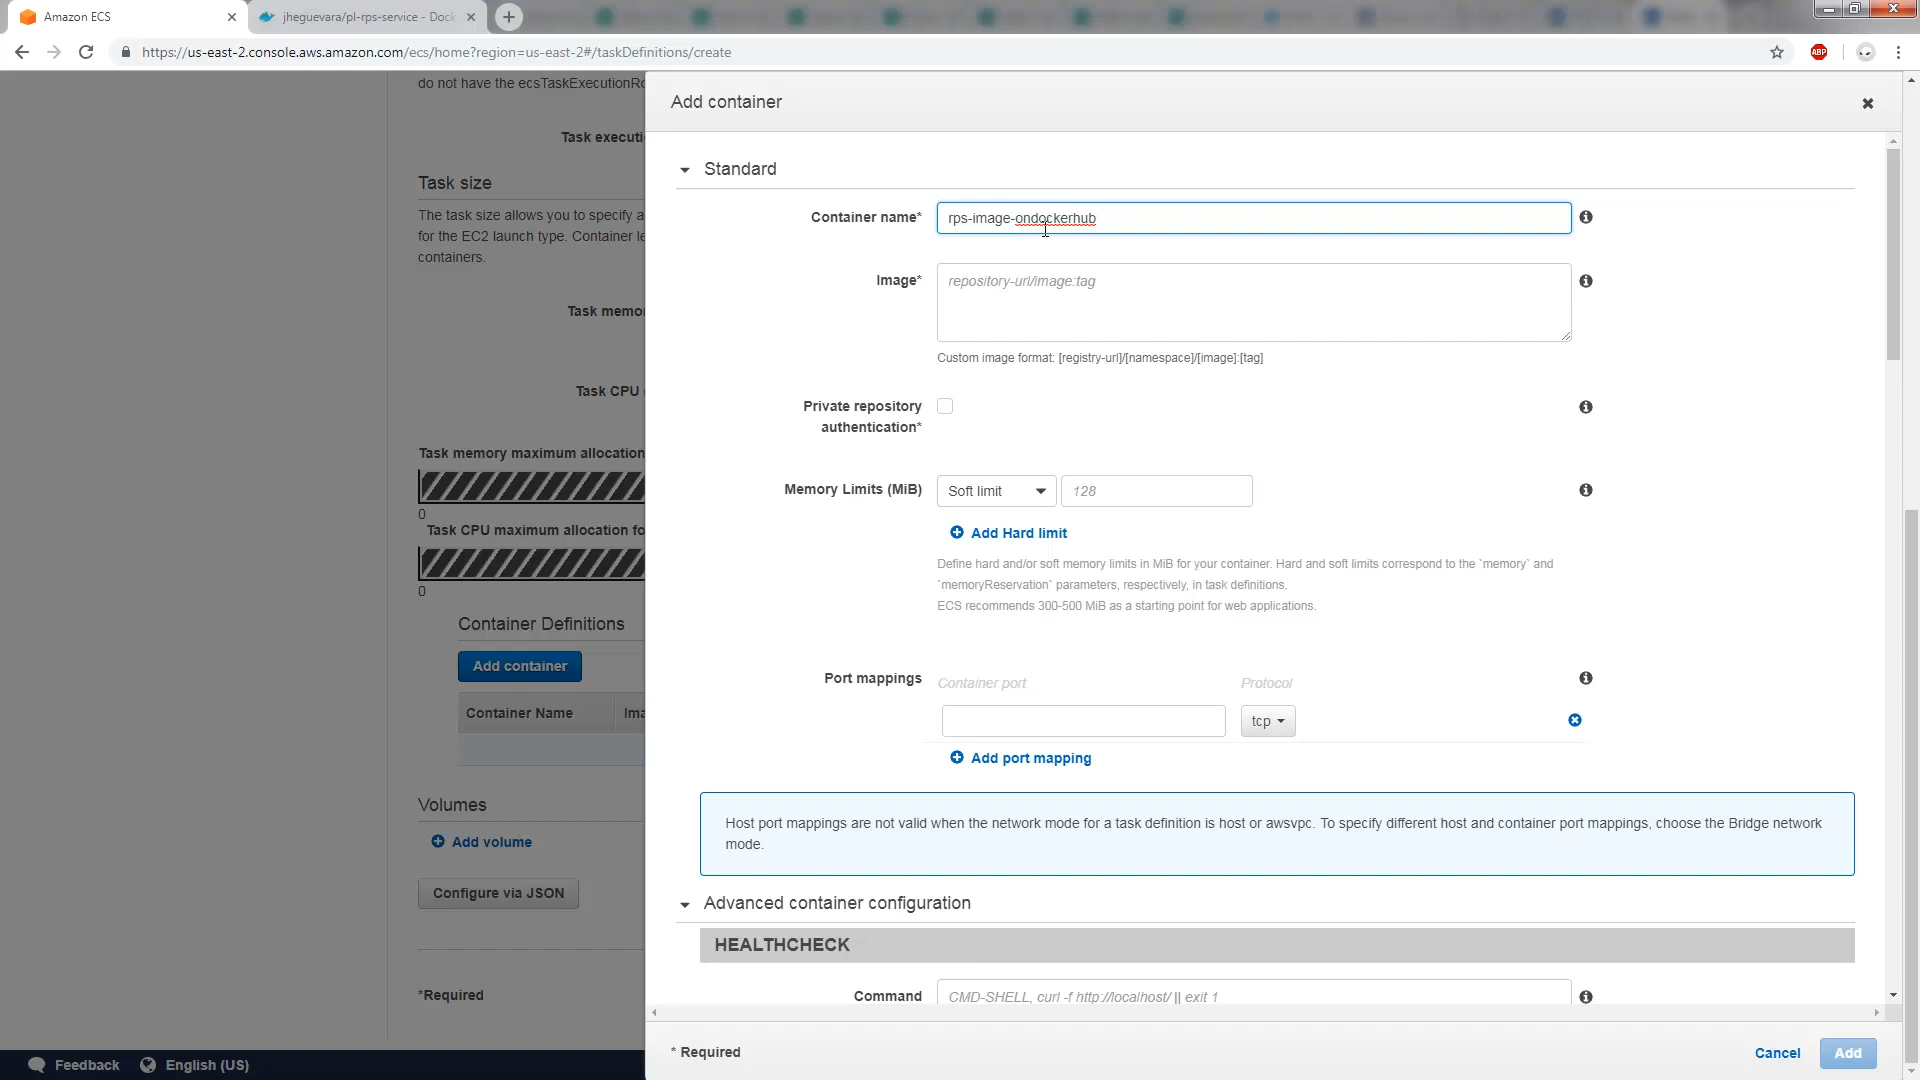 Amazon ECS
jheguevara/pl-rps-service - Dock
https://us-east-2.console.aws.amazon.com/ecs/home?region=us-east-2#/taskDefinitions/create
ABP
do not have the ecsTaskExecutionRo
Task executi
Task size
The task size allows you to specify a
for the EC2 launch type. Container le
containers.
Task memor
Task CPU
Task memory maximum allocation
0
Task CPU maximum allocation fo
0
Container Definitions
Add container
Container Name
Ima
Volumes
Add volume
Configure via JSON
*Required
Feedback
English (US)
Add container
Standard
Container name*
rps-image-ondockerhub
Image*
repository-url/image:tag
Custom image format: [registry-url]/[namespace]/[image]:[tag]
Private repository
authentication*
Memory Limits (MiB)
Soft limit
128
Add Hard limit
Define hard and/or soft memory limits in MiB for your container. Hard and soft limits correspond to the `memory` and
`memoryReservation` parameters, respectively, in task definitions.
ECS recommends 300-500 MiB as a starting point for web applications.
Port mappings
Container port
Protocol
tcp
Add port mapping
Host port mappings are not valid when the network mode for a task definition is host or awsvpc. To specify different host and container port mappings, choose the Bridge network
mode.
Advanced container configuration
HEALTHCHECK
Command
CMD-SHELL, curl -f http://localhost/ || exit 1
* Required
Cancel
Add